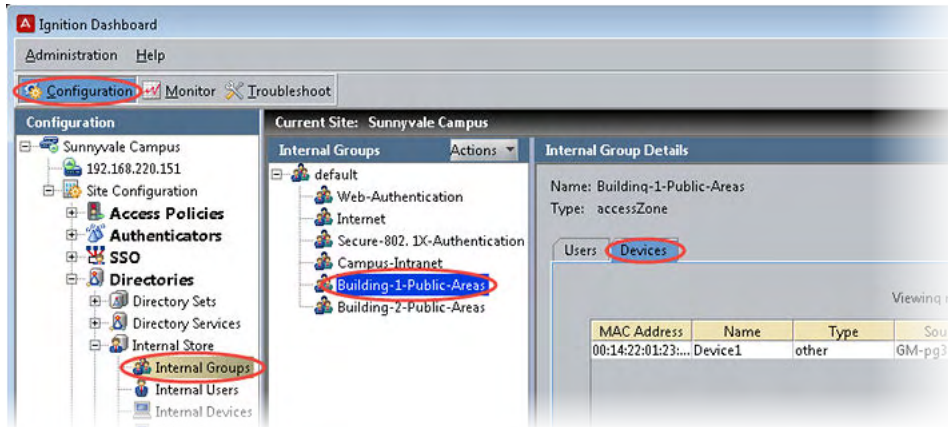 Ignition Dashboard
Administration Help
Configuration Monitor Troubleshoot
Configuration
Sunnyvale Campus
192.168.220.151
Site Configuration
Access Policies
Authenticators
SSO
Directories
Directory Sets
Directory Services
Internal Store
Internal Groups
Internal Users
Internal Devices
Current Site: Sunnyvale Campus
Internal Groups Actions
default
Web-Authentication
Internet
Secure-802. 1X-Authentication
Campus-Intranet
Building-1-Public-Areas
Building-2-Public-Areas
Internal Group Details
Name: Building-1-Public-Areas
Type: accessZone
Users Devices
Viewing
MAC Address Name Type Sou
00:14:22:01:23:... Device1 other GM-pg3